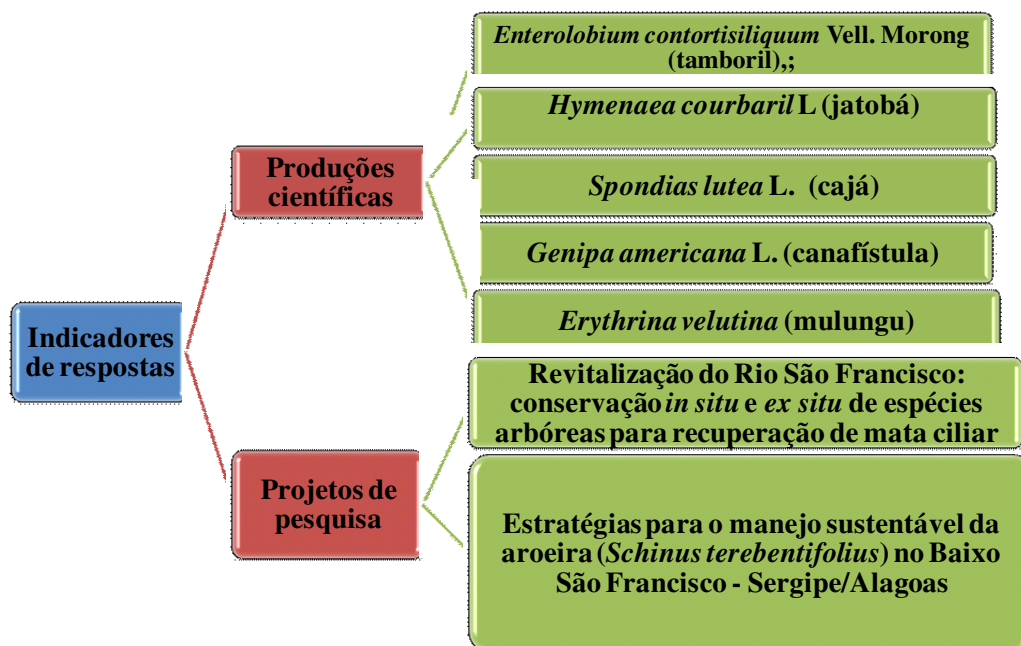 Enterolobium contortisiliquum Vell. Morong
(tamboril),;
Hymenaea courbaril L (jatobá)
Produções
científicas
Spondias lutea L. (cajá)
Genipa americana L. (canafístula)
Indicadores
de respostas
Erythrina velutina (mulungu)
Revitalização do Rio São Francisco:
conservação in situ e ex situ de espécies
arbóreas para recuperação de mata ciliar
Projetos de
pesquisa
Estratégias para o manejo sustentável da
aroeira (Schinus terebentifolius) no Baixo
São Francisco - Sergipe/Alagoas